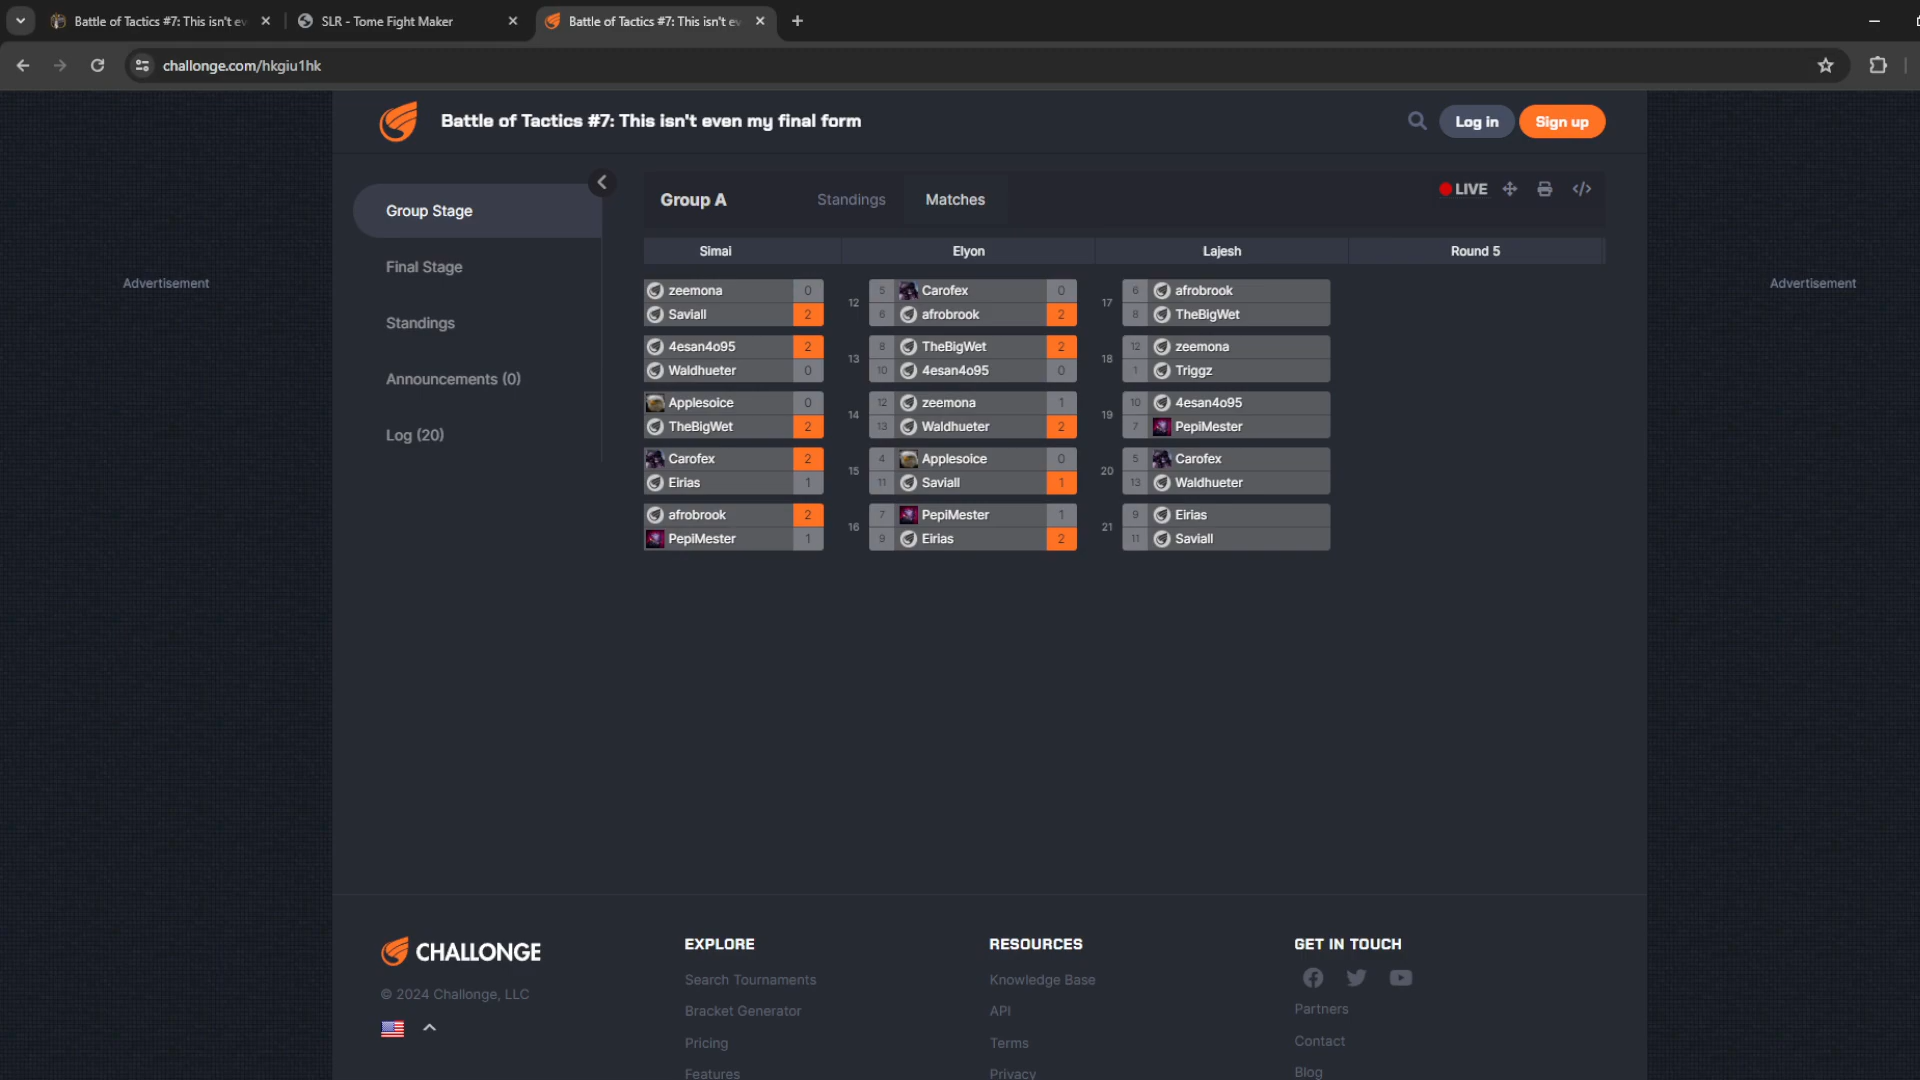 Battle of Tactics #7: This isn't ev
SLR - Tome Fight Maker
Battle of Tactics #7: This isn't ev
challonge.com/hkgiu1hk
Battle of Tactics #7: This isn't even my final form
Log in
Sign up
Group Stage
Final Stage
Standings
Announcements (0)
Log (20)
Group A
Standings
Matches
LIVE
Simai
Elyon
Lajesh
Round 5
zeemona 0
Saviall 2
4esan4o95 2
Waldhueter 0
Applesoice 0
TheBigWet 2
Carofex 2
Eirias 1
afrobrook 2
PepiMester 1
12
5 Carofex 0
6 afrobrook 2
13
8 TheBigWet 2
10 4esan4o95 0
14
12 zeemona 1
13 Waldhueter 2
15
4 Applesoice 0
11 Saviall 1
16
7 PepiMester 1
9 Eirias 2
17
6 afrobrook
8 TheBigWet
18
12 zeemona
1 Triggz
19
10 4esan4o95
7 PepiMester
20
5 Carofex
13 Waldhueter
21
9 Eirias
11 Saviall
Advertisement
Advertisement
CHALLONGE
© 2024 Challonge, LLC
EXPLORE
Search Tournaments
Bracket Generator
Pricing
Features
RESOURCES
Knowledge Base
API
Terms
Privacy
GET IN TOUCH
Partners
Contact
Blog